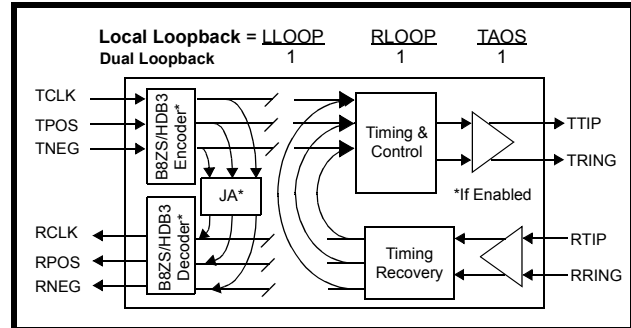 Local Loopback = LLOOP RLOOP TAOS
Dual Loopback 1 1 1
TCLK
TPOS
TNEG
B8ZS/HDB3
Encoder*
Timing &
Control
TTIP
TRING
JA*
*If Enabled
RCLK
RPOS
RNEG
B8ZS/HDB3
Decoder*
Timing
Recovery
RTIP
RRING